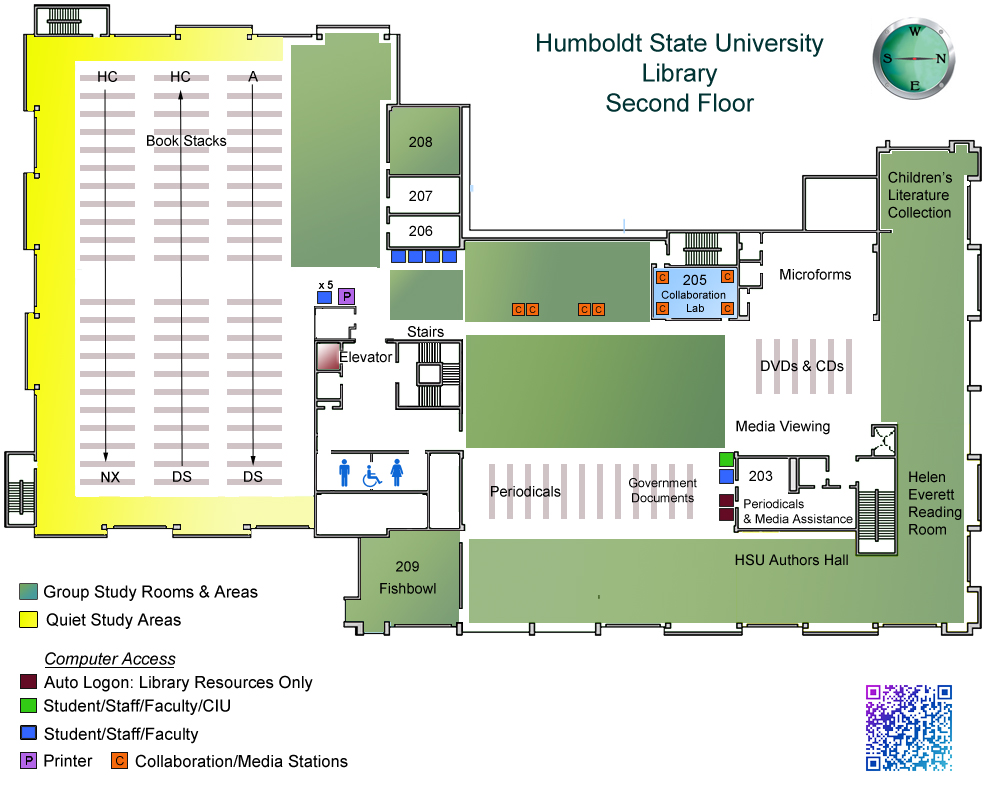 Humboldt State University
Library
Second Floor
W
S
N
E
HC
HC
A
Book Stacks
208
207
206
Children's
Literature
Collection
x 5
P
C
C
C
C
C
C
205
Collaboration
Lab
C
C
Microforms
Stairs
Elevator
DVDs & CDs
Media Viewing
NX
DS
DS
Periodicals
Government
Documents
203
Periodicals
& Media Assistance
Helen
Everett
Reading
Room
HSU Authors Hall
209
Fishbowl
Group Study Rooms & Areas
Quiet Study Areas
Computer Access
Auto Logon: Library Resources Only
Student/Staff/Faculty/CIU
Student/Staff/Faculty
P Printer
C Collaboration/Media Stations